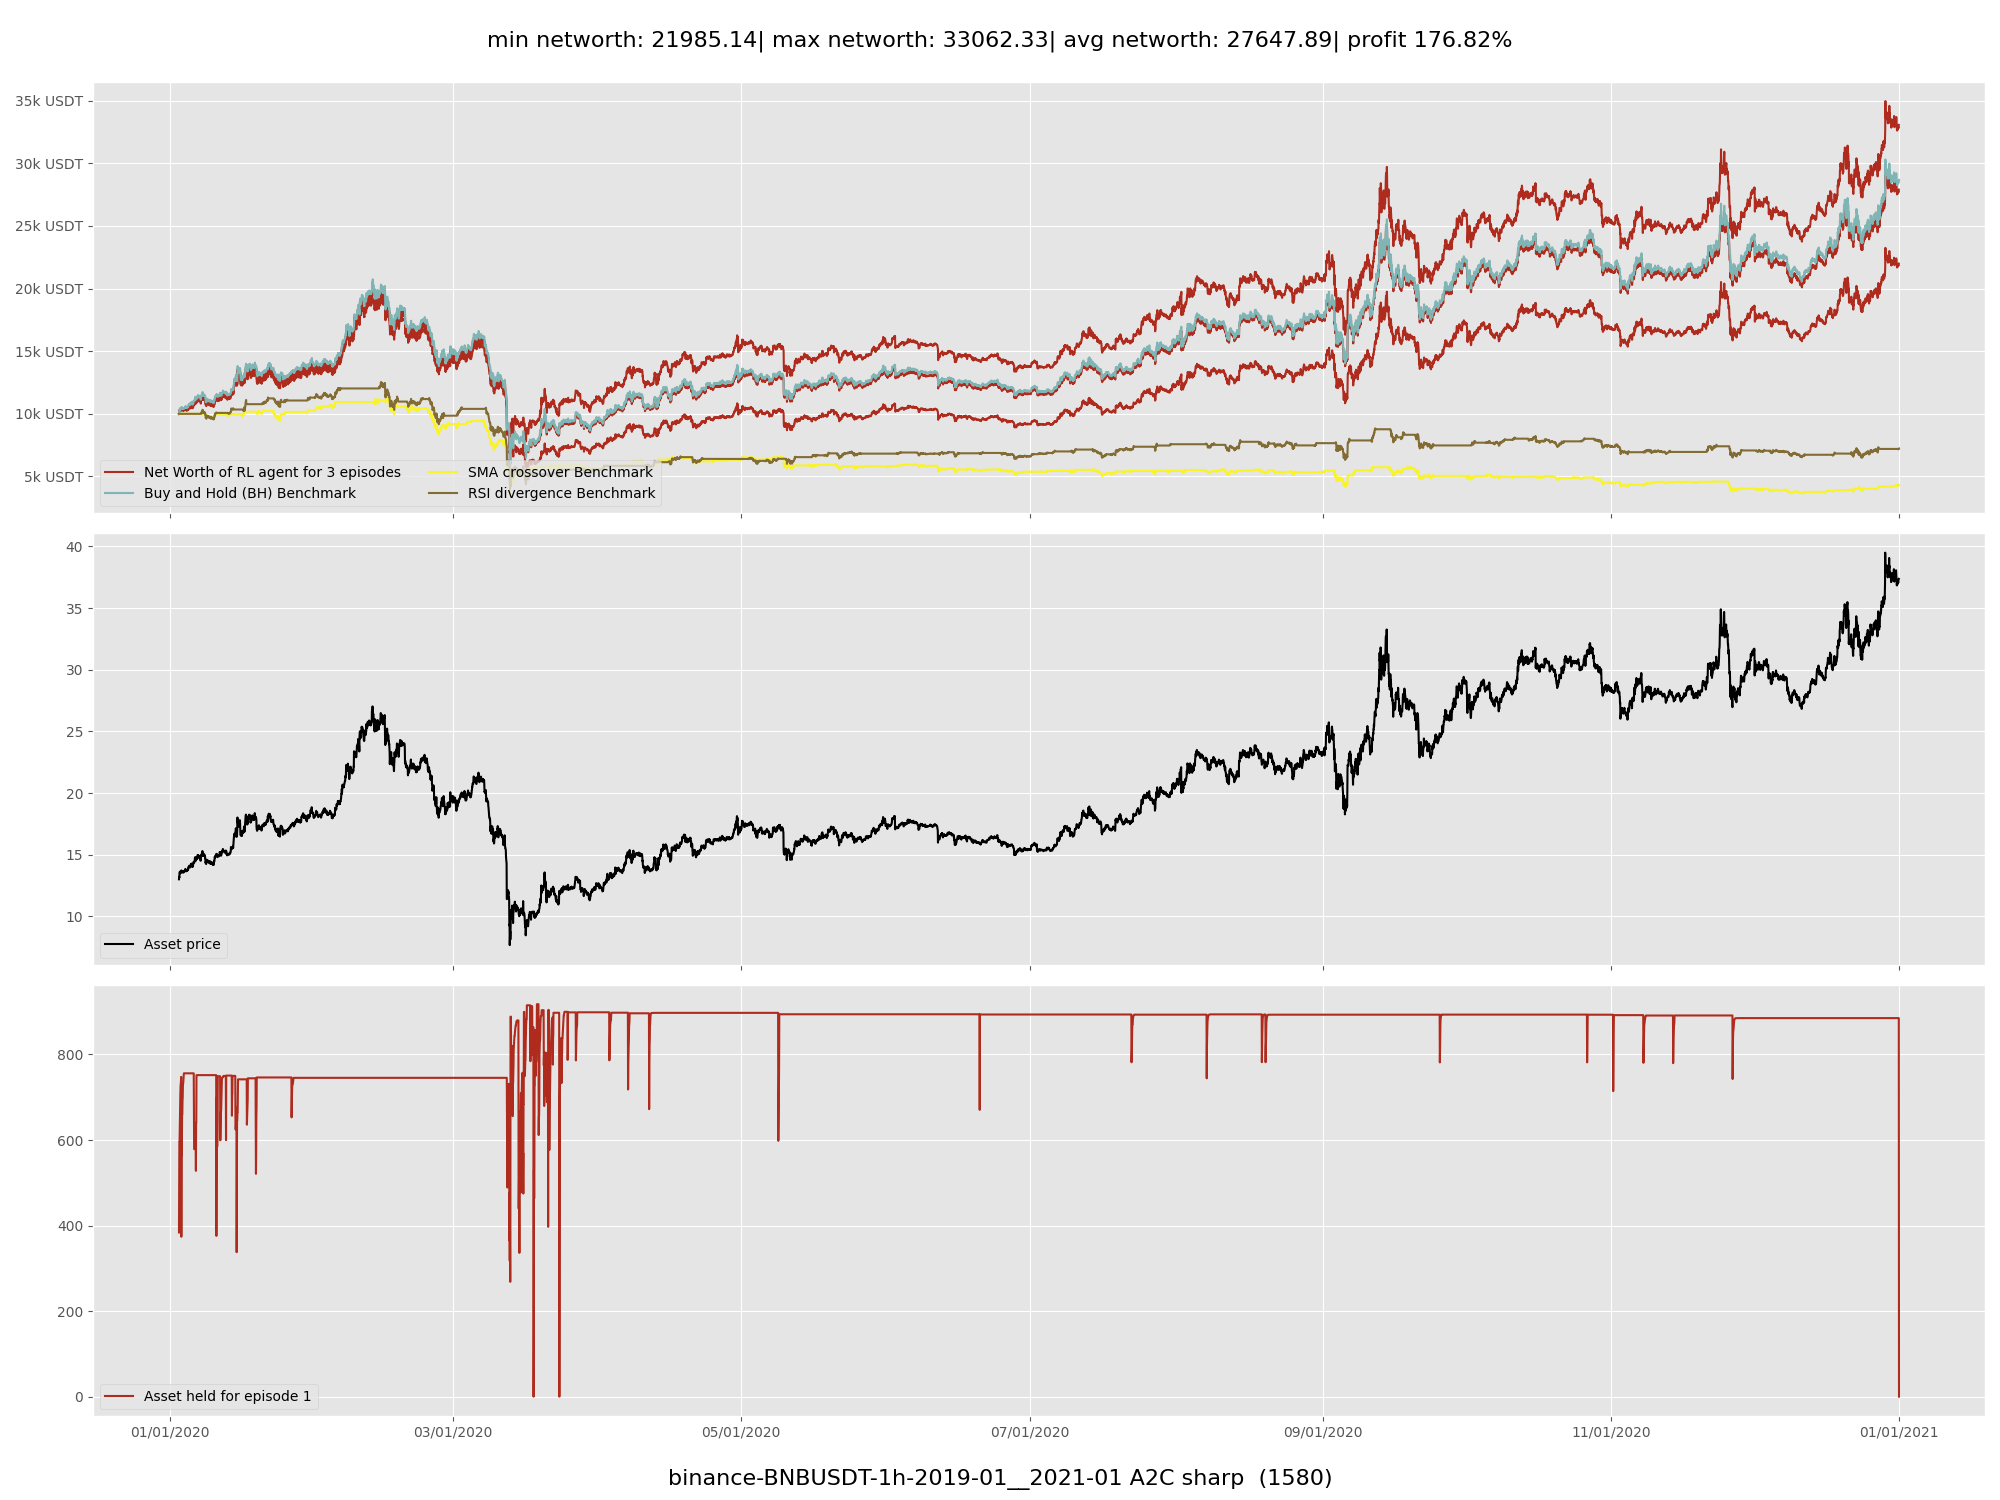 min networth: 21985.14| max networth: 33062.33| avg networth: 27647.89| profit 176.82%
35k USDT
30k USDT
25k USDT
20k USDT
15k USDT
10k USDT
5k USDT
Net Worth of RL agent for 3 episodes
Buy and Hold (BH) Benchmark
SMA crossover Benchmark
RSI divergence Benchmark
40
35
30
25
20
15
10
Asset price
800
600
400
200
0
Asset held for episode 1
01/01/2020 03/01/2020 05/01/2020 07/01/2020 09/01/2020 11/01/2020 01/01/2021
binance-BNBUSDT-1h-2019-01__2021-01 A2C sharp (1580)